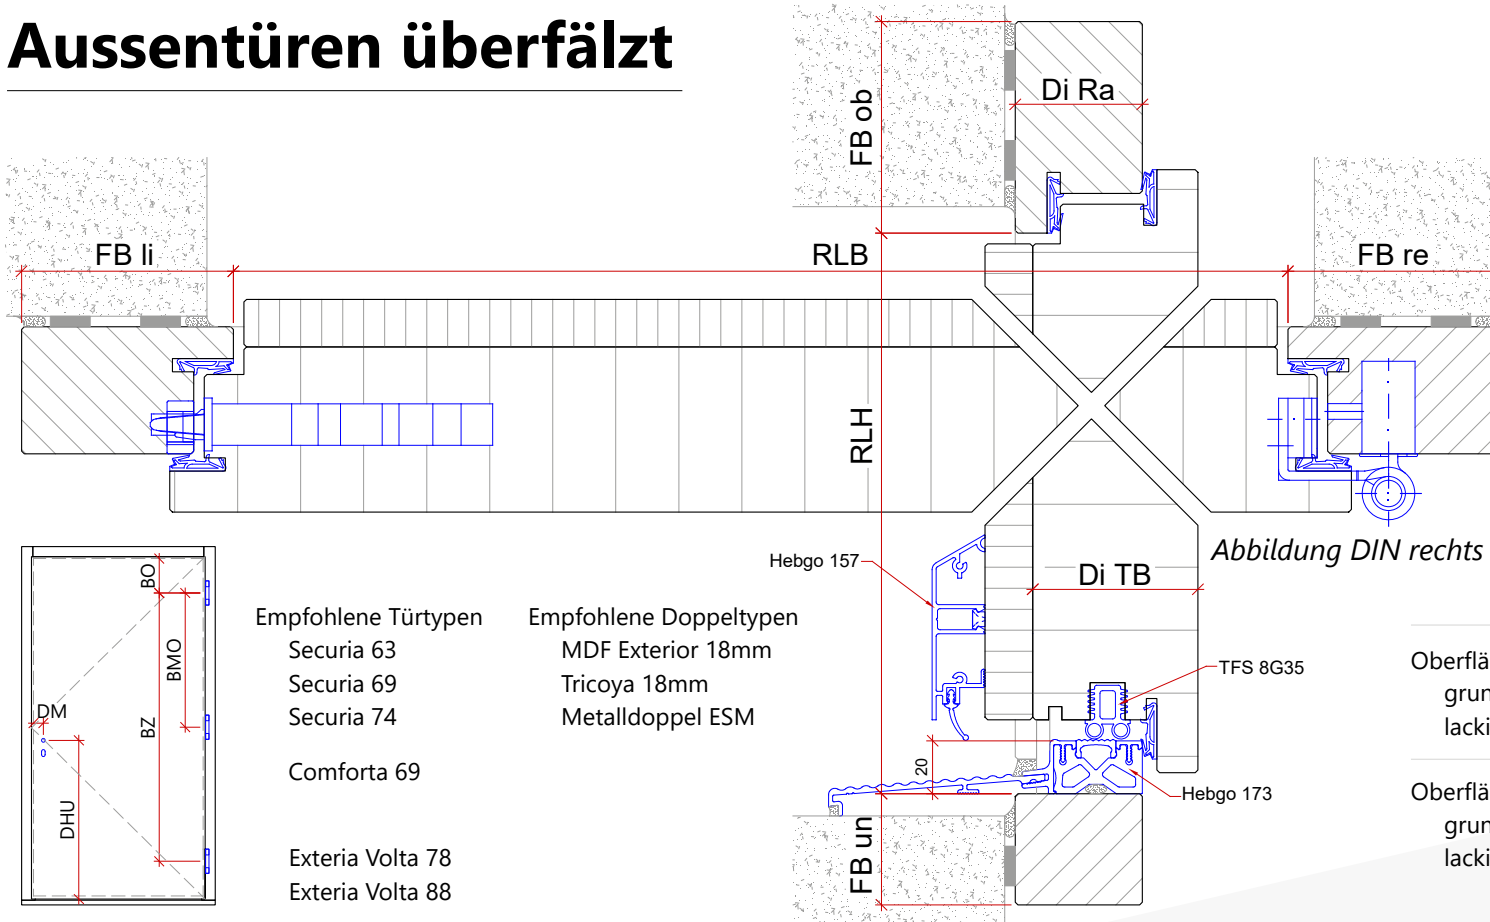 Aussentüren überfälzt
Di Ra
FB ob
FB li
RLB
FB re
RLH
Abbildung DIN rechts
Hebgo 157
Di TB
TFS 8G35
20
Hebgo 173
FB un
BO
BMO
BZ
DM
DHU
Empfohlene Türtypen
Securia 63
Securia 69
Securia 74
Comforta 69
Exteria Volta 78
Exteria Volta 88
Empfohlene Doppeltypen
MDF Exterior 18mm
Tricoya 18mm
Metalldoppel ESM